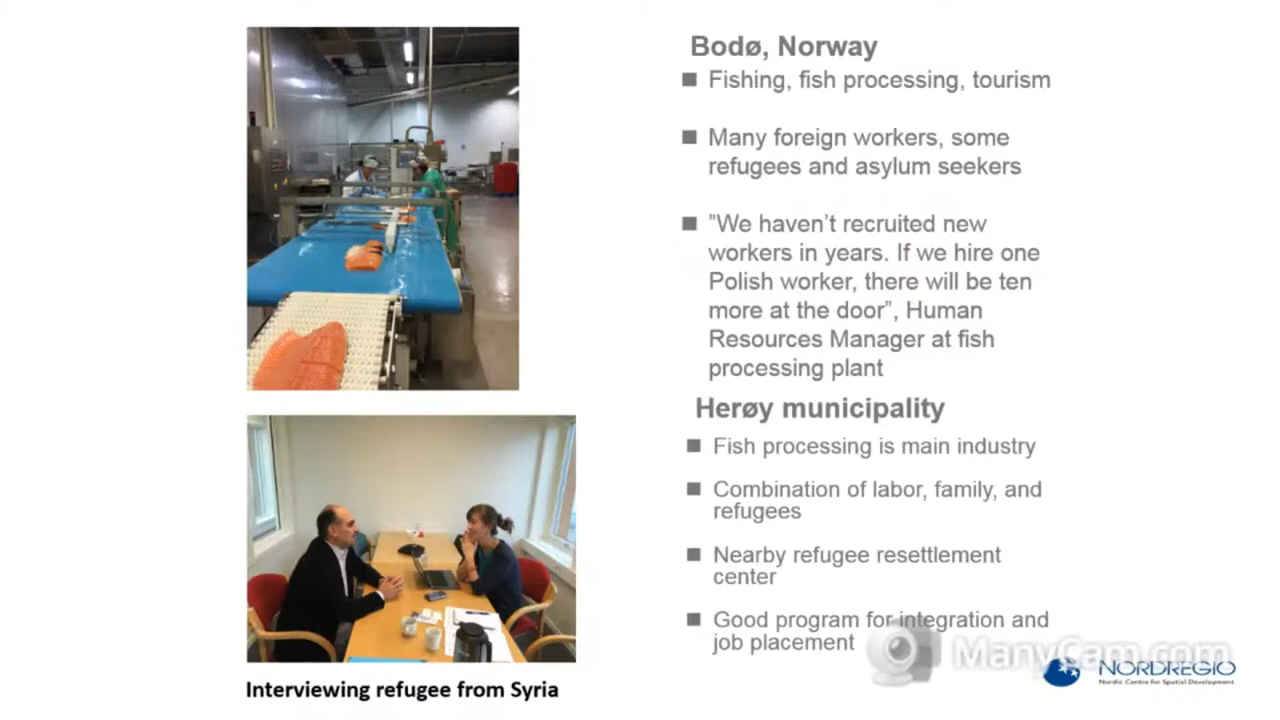 Bodø, Norway
Fishing, fish processing, tourism
Many foreign workers, some
refugees and asylum seekers
”We haven’t recruited new
workers in years. If we hire one
Polish worker, there will be ten
more at the door”, Human
Resources Manager at fish
processing plant
Herøy municipality
Fish processing is main industry
Combination of labor, family, and
refugees
Nearby refugee resettlement
center
Good program for integration and
job placement
ManyCam.com
NORDREGIO
Nordic Centre for Spatial Development
Interviewing refugee from Syria